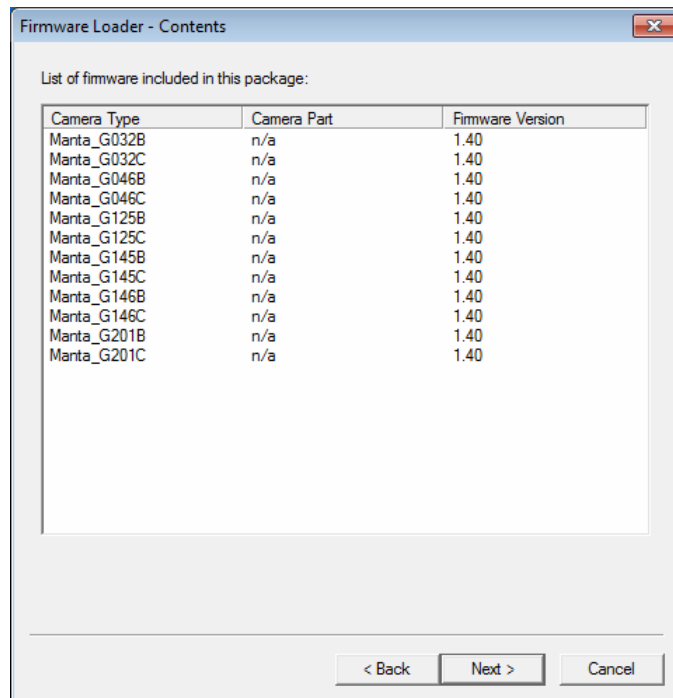 Firmware Loader - Contents
List of firmware included in this package:
Camera Type Camera Part Firmware Version
Manta_G032B n/a 1.40
Manta_G032C n/a 1.40
Manta_G046B n/a 1.40
Manta_G046C n/a 1.40
Manta_G125B n/a 1.40
Manta_G125C n/a 1.40
Manta_G145B n/a 1.40
Manta_G145C n/a 1.40
Manta_G146B n/a 1.40
Manta_G146C n/a 1.40
Manta_G201B n/a 1.40
Manta_G201C n/a 1.40
< Back Next > Cancel